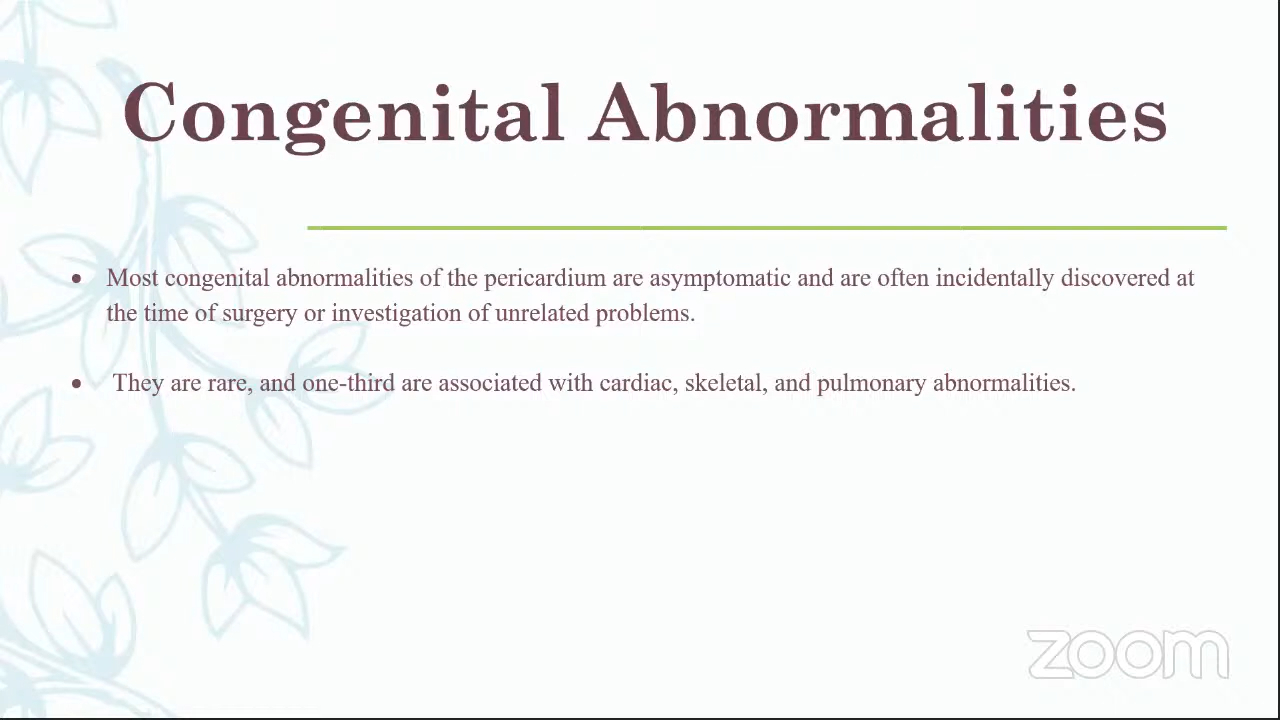 Congenital Abnormalities
• Most congenital abnormalities of the pericardium are asymptomatic and are often incidentally discovered at
the time of surgery or investigation of unrelated problems.
• They are rare, and one-third are associated with cardiac, skeletal, and pulmonary abnormalities.
zoom